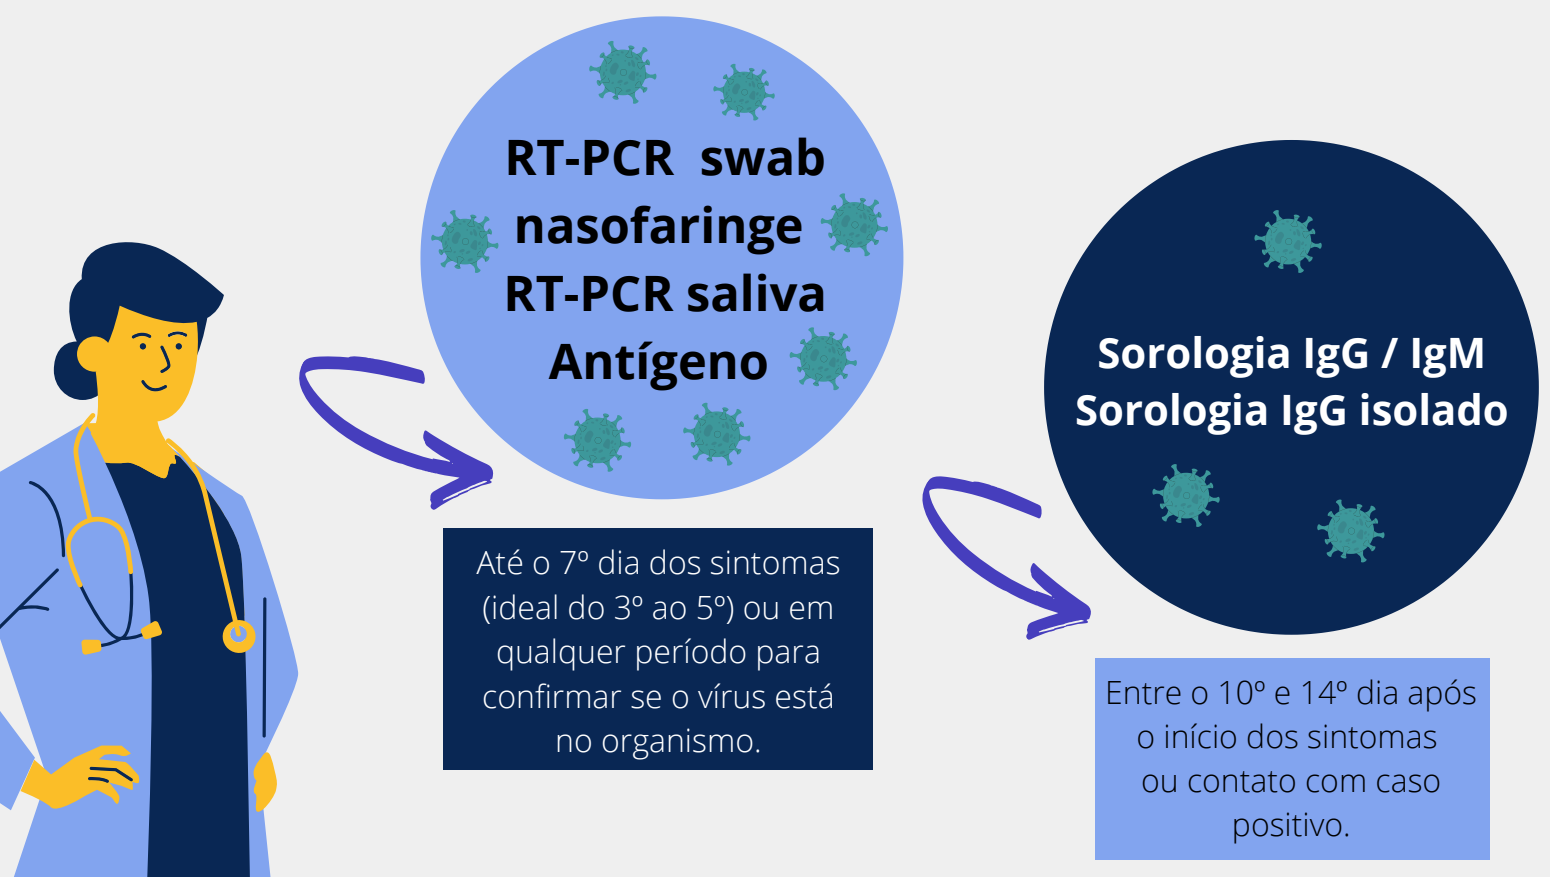 RT-PCR swab
nasofaringe
RT-PCR saliva
Antígeno
Até o 7º dia dos sintomas
(ideal do 3º ao 5º) ou em
qualquer período para
confirmar se o vírus está
no organismo.
Sorologia IgG / IgM
Sorologia IgG isolado
Entre o 10º e 14º dia após
o início dos sintomas
ou contato com caso
positivo.